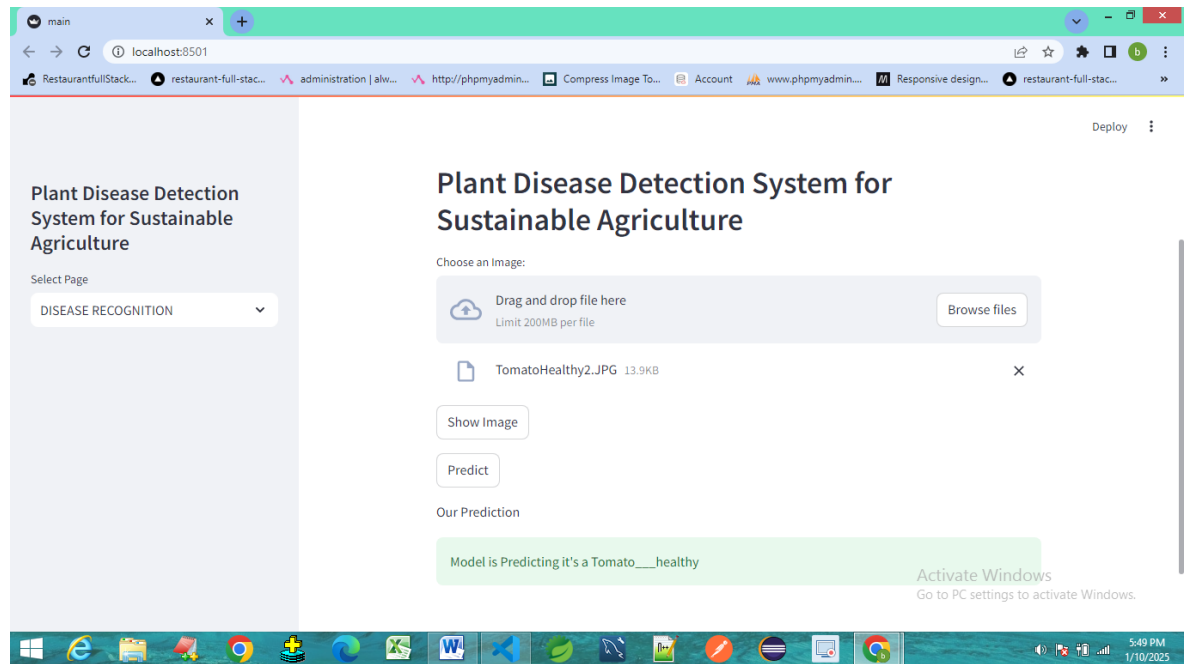 main
localhost:8501
b
RestaurantfullStack...
restaurant-full-stac...
administration | alw...
http://phpmyadmin...
Compress Image To...
Account
www.phpmyadmin....
Responsive design...
restaurant-full-stac...
»
Deploy
Plant Disease Detection
System for Sustainable
Agriculture
Select Page
DISEASE RECOGNITION
Plant Disease Detection System for
Sustainable Agriculture
Choose an Image:
Drag and drop file here
Limit 200MB per file
Browse files
TomatoHealthy2.JPG 13.9KB
Show Image
Predict
Our Prediction
Model is Predicting it's a Tomato___healthy
Activate Windows
Go to PC settings to activate Windows.
5:49 PM
1/10/2025